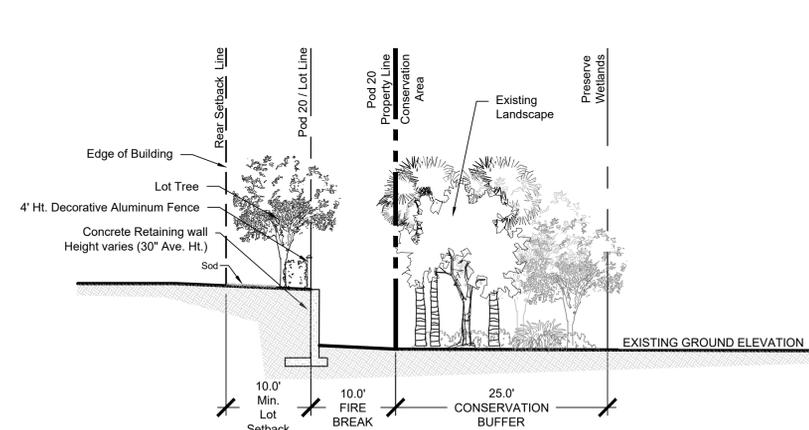 Rear Setback Line
Pod 20 / Lot Line
Pod 20
Property Line
Conservation
Area
Preserve
Wetlands
Existing
Landscape
Edge of Building
Lot Tree
4' Ht. Decorative Aluminum Fence
Concrete Retaining wall
Height varies (30" Ave. Ht.)
Sod
EXISTING GROUND ELEVATION
10.0'
Min.
Lot
Setback
10.0'
FIRE
BREAK
25.0'
CONSERVATION
BUFFER